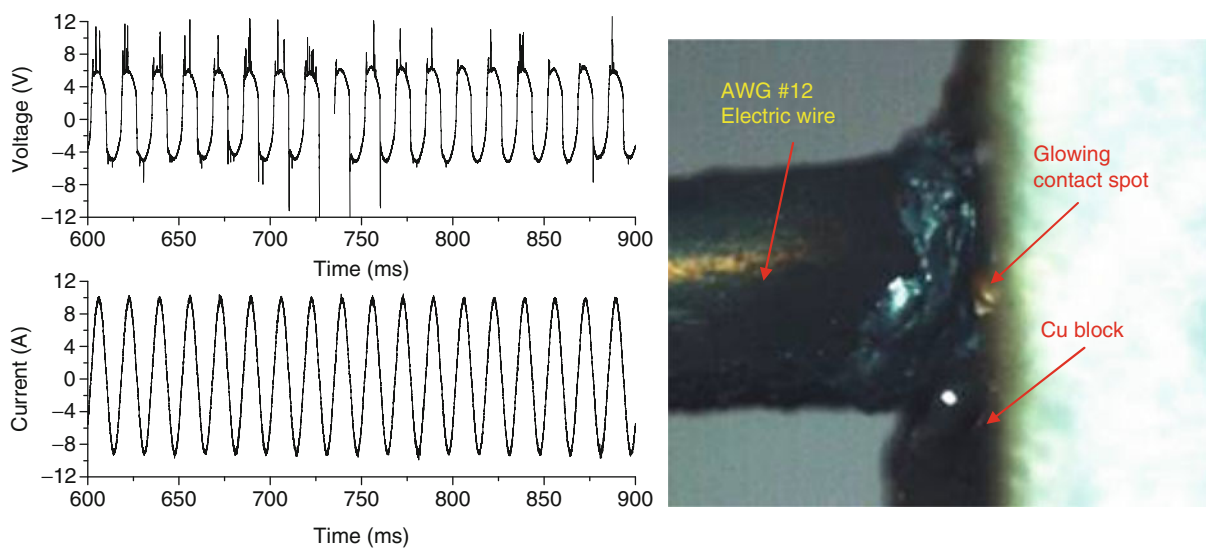 12
8
4
0
−4
−8
−12
Voltage (V)
600 650 700 750 800 850 900
Time (ms)
12
8
4
0
−4
−8
−12
Current (A)
600 650 700 750 800 850 900
Time (ms)
AWG #12
Electric wire
Glowing
contact spot
Cu block